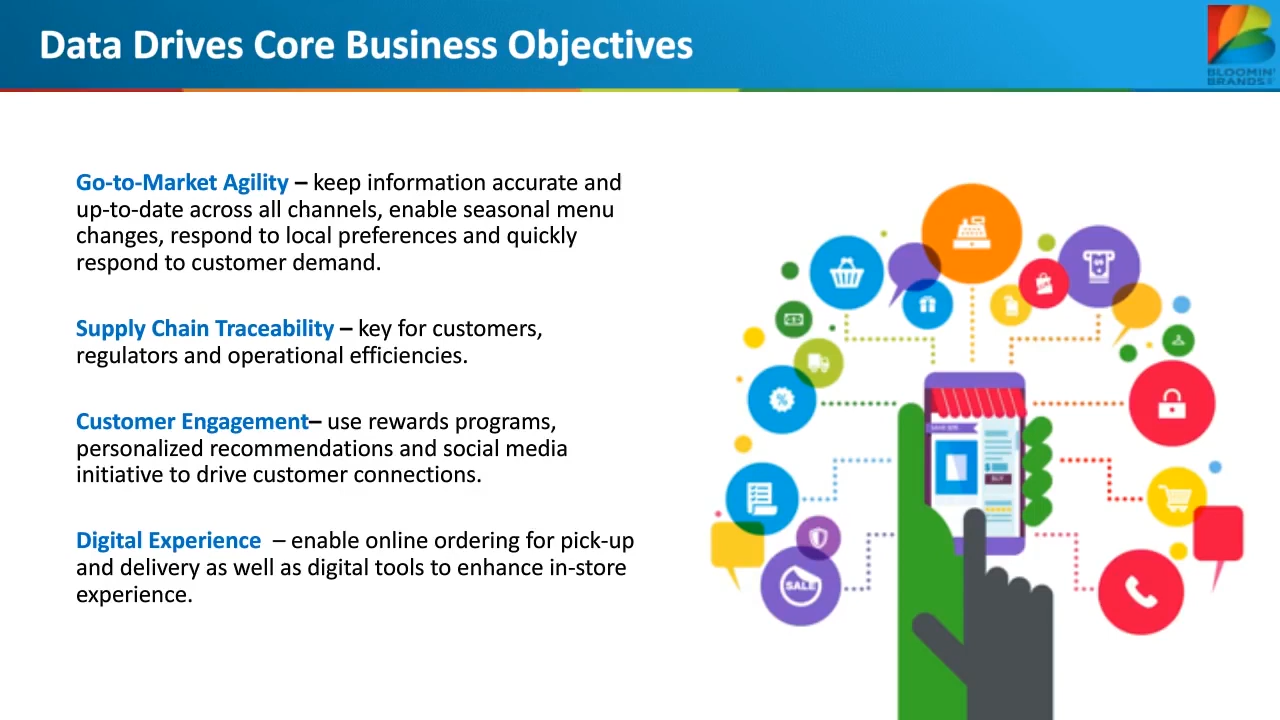 Data Drives Core Business Objectives
BLOOMIN'
BRANDS
Go-to-Market Agility – keep information accurate and
up-to-date across all channels, enable seasonal menu
changes, respond to local preferences and quickly
respond to customer demand.
Supply Chain Traceability – key for customers,
regulators and operational efficiencies.
Customer Engagement– use rewards programs,
personalized recommendations and social media
initiative to drive customer connections.
Digital Experience – enable online ordering for pick-up
and delivery as well as digital tools to enhance in-store
experience.
%
$
BUY
SALE